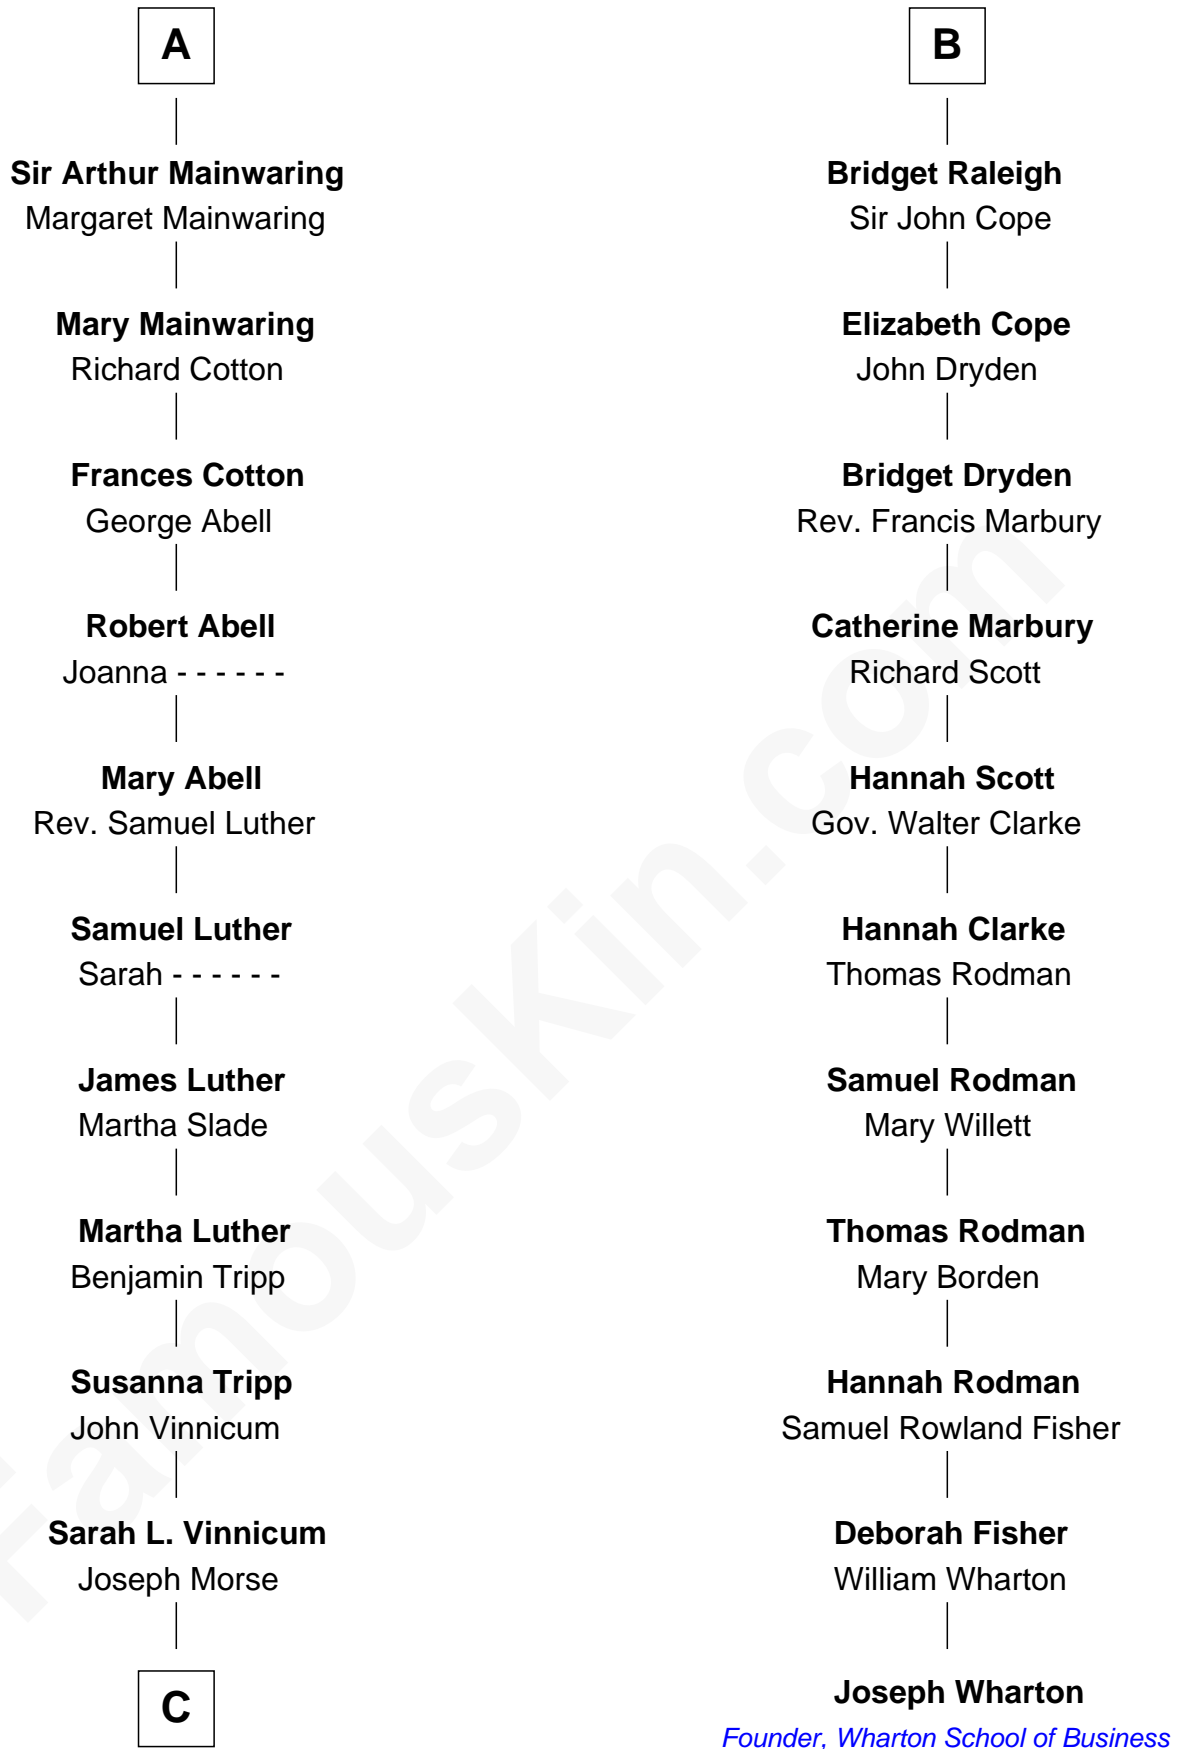 A
Sir Arthur Mainwaring
Margaret Mainwaring
Mary Mainwaring
Richard Cotton
Frances Cotton
George Abell
Robert Abell
Joanna - - - - - -
Mary Abell
Rev. Samuel Luther
Samuel Luther
Sarah - - - - - -
James Luther
Martha Slade
Martha Luther
Benjamin Tripp
Susanna Tripp
John Vinnicum
Sarah L. Vinnicum
Joseph Morse
C
B
Bridget Raleigh
Sir John Cope
Elizabeth Cope
John Dryden
Bridget Dryden
Rev. Francis Marbury
Catherine Marbury
Richard Scott
Hannah Scott
Gov. Walter Clarke
Hannah Clarke
Thomas Rodman
Samuel Rodman
Mary Willett
Thomas Rodman
Mary Borden
Hannah Rodman
Samuel Rowland Fisher
Deborah Fisher
William Wharton
Joseph Wharton
Founder, Wharton School of Business
FamousKin.com